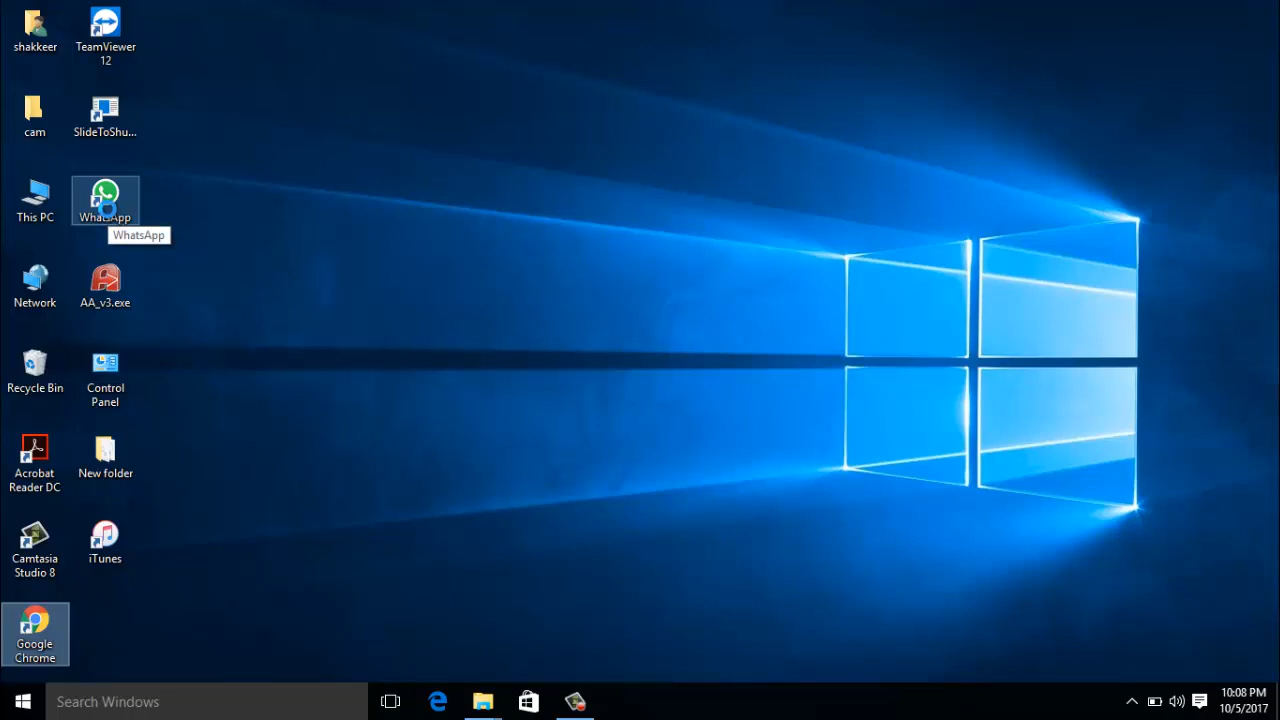 shakkeer
TeamViewer
12
cam
SlideToShu...
This PC
WhatsApp
WhatsApp
Network
AA_v3.exe
Recycle Bin
Control
Panel
Acrobat
Reader DC
New folder
Camtasia
Studio 8
iTunes
Google
Chrome
Search Windows
10:08 PM
10/5/2017